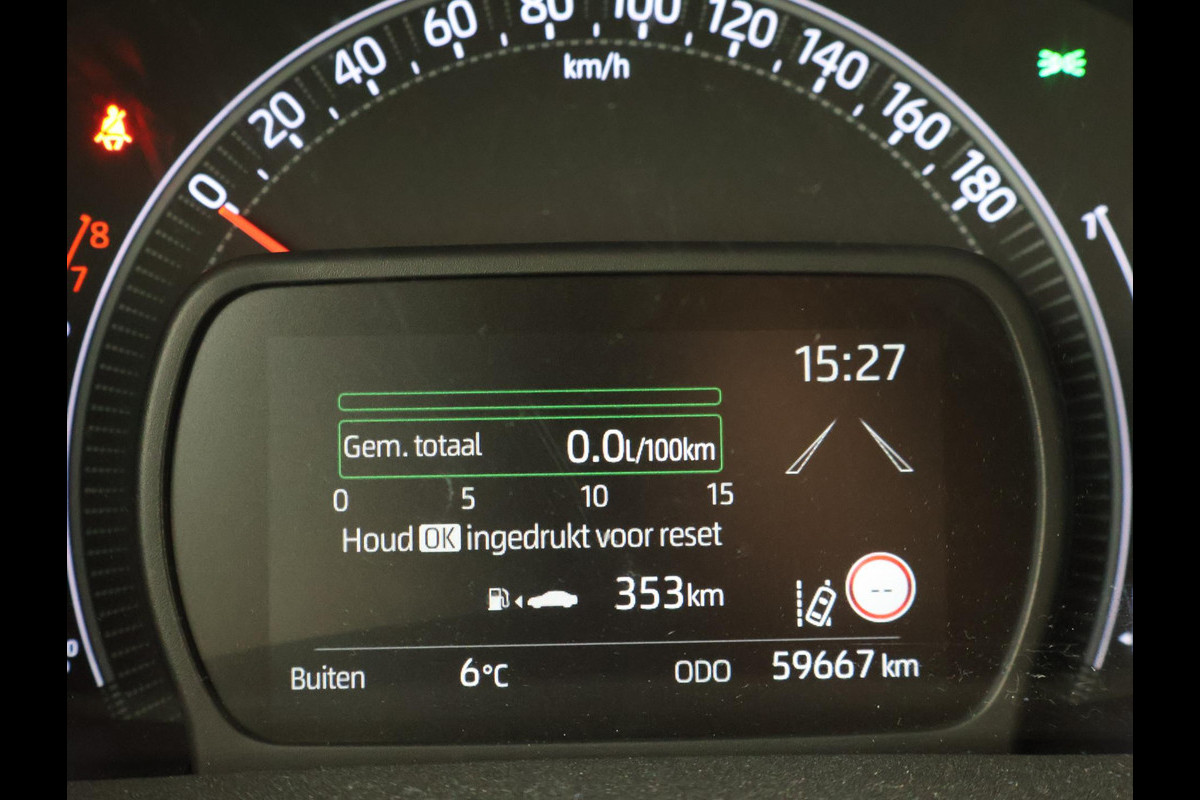 0
20
40
60
80
100
120
140
160
180
km/h
8
7
1
15:27
Gem. totaal 0.0L/100km
0 5 10 15
Houd OK ingedrukt voor reset
353km
--
Buiten 6°C ODO 59667 km